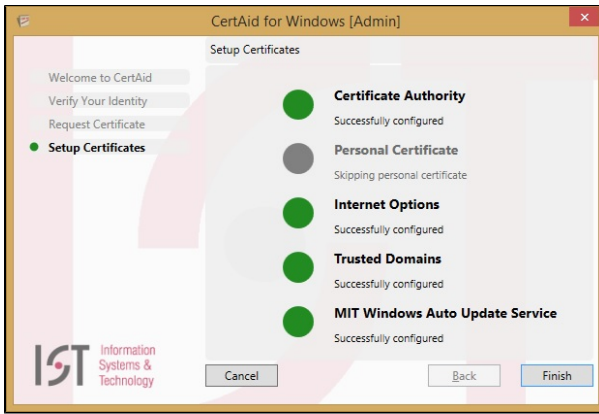 CertAid for Windows [Admin]
Setup Certificates
Welcome to CertAid
Verify Your Identity
Request Certificate
Setup Certificates
Certificate Authority
Successfully configured
Personal Certificate
Skipping personal certificate
Internet Options
Successfully configured
Trusted Domains
Successfully configured
MIT Windows Auto Update Service
Successfully configured
IST Information
Systems &
Technology
Cancel
Back
Finish